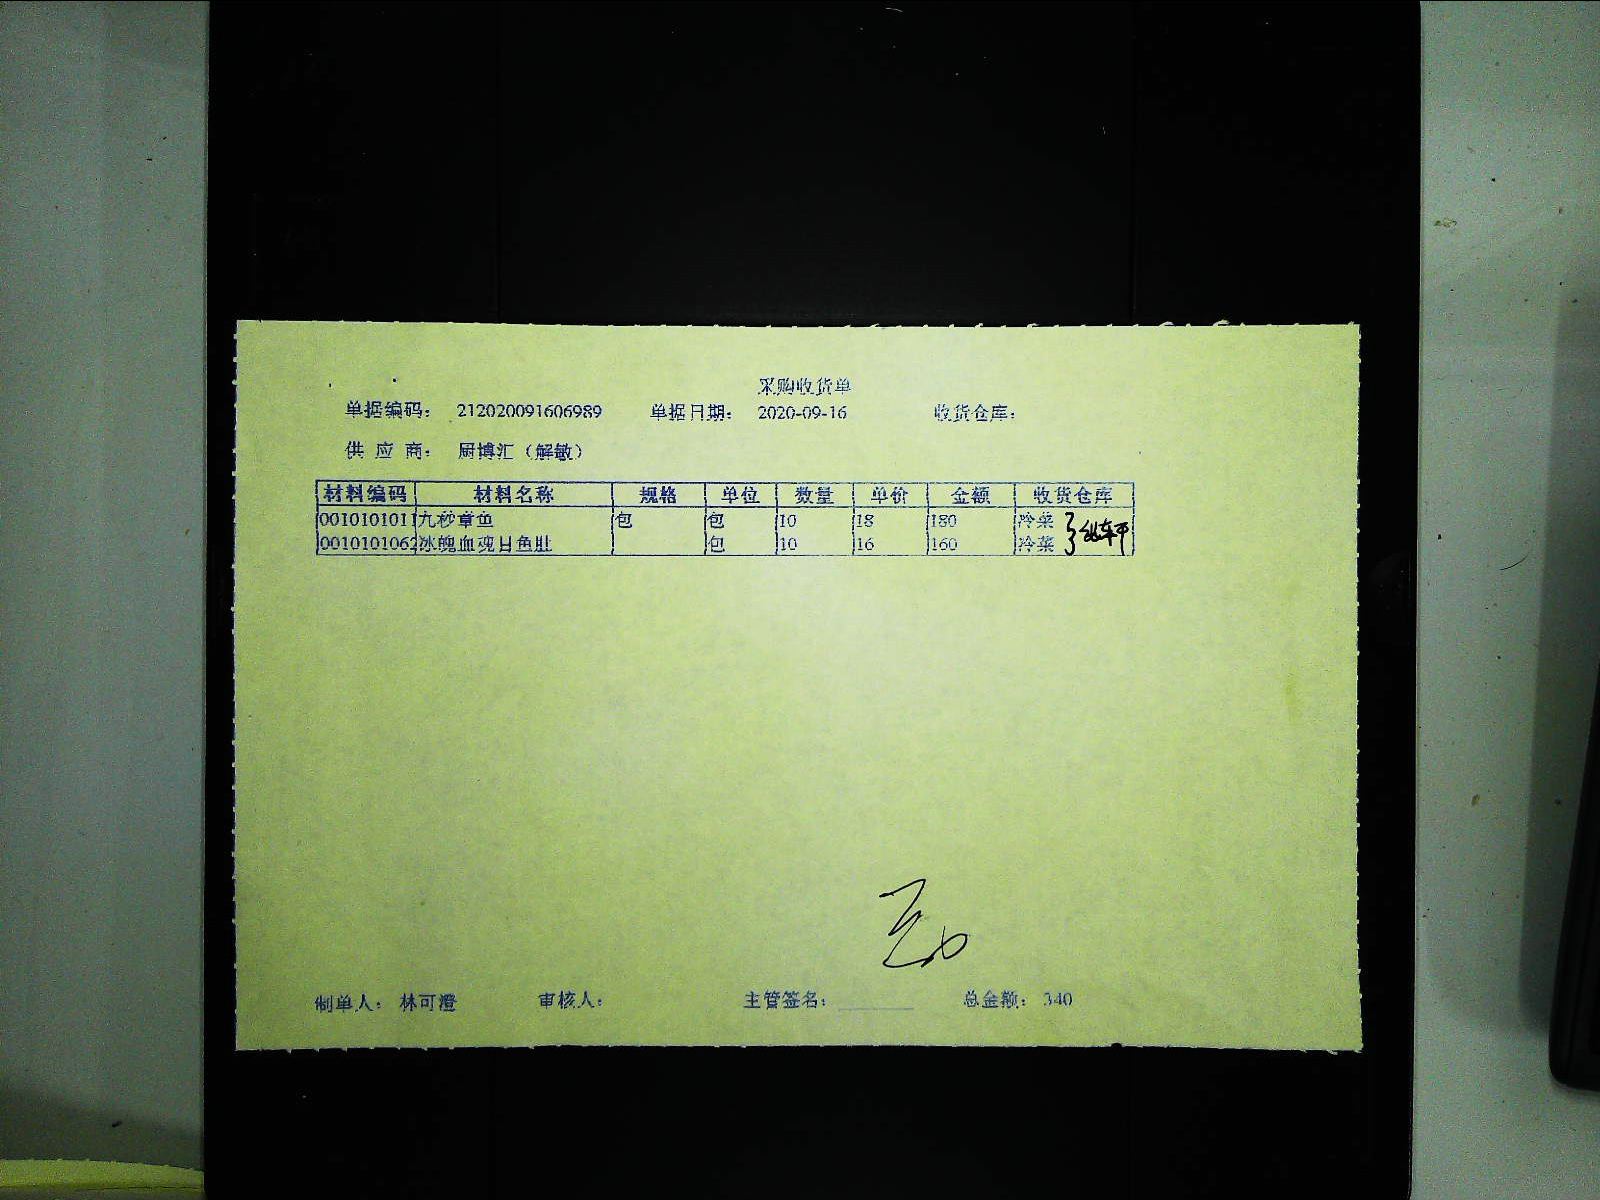 采购收货单
单据编码： 212020091606989 单据日期： 2020-09-16 收货仓库：
供 应 商： 厨博汇（解敏）
材料编码 材料名称 规格 单位 数量 单价 金额 收货仓库
0010101011 九秒章鱼 包 包 10 18 180 冷菜
0010101062 冰魄血魂目鱼肚 包 10 16 160 冷菜
制单人： 林可澄 审核人： 主管签名： 总金额： 340